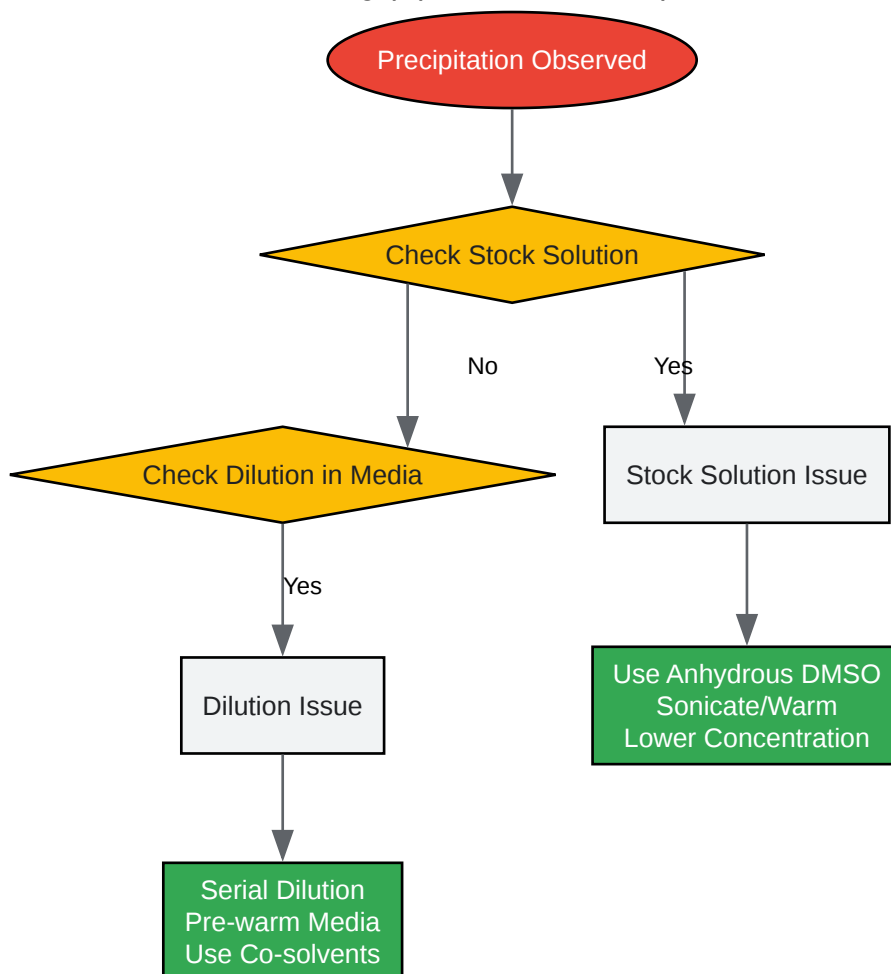 Precipitation Observed
Check Stock Solution
No
Yes
Check Dilution in Media
Stock Solution Issue
Yes
Dilution Issue
Use Anhydrous DMSO
Sonicate/Warm
Lower Concentration
Serial Dilution
Pre-warm Media
Use Co-solvents